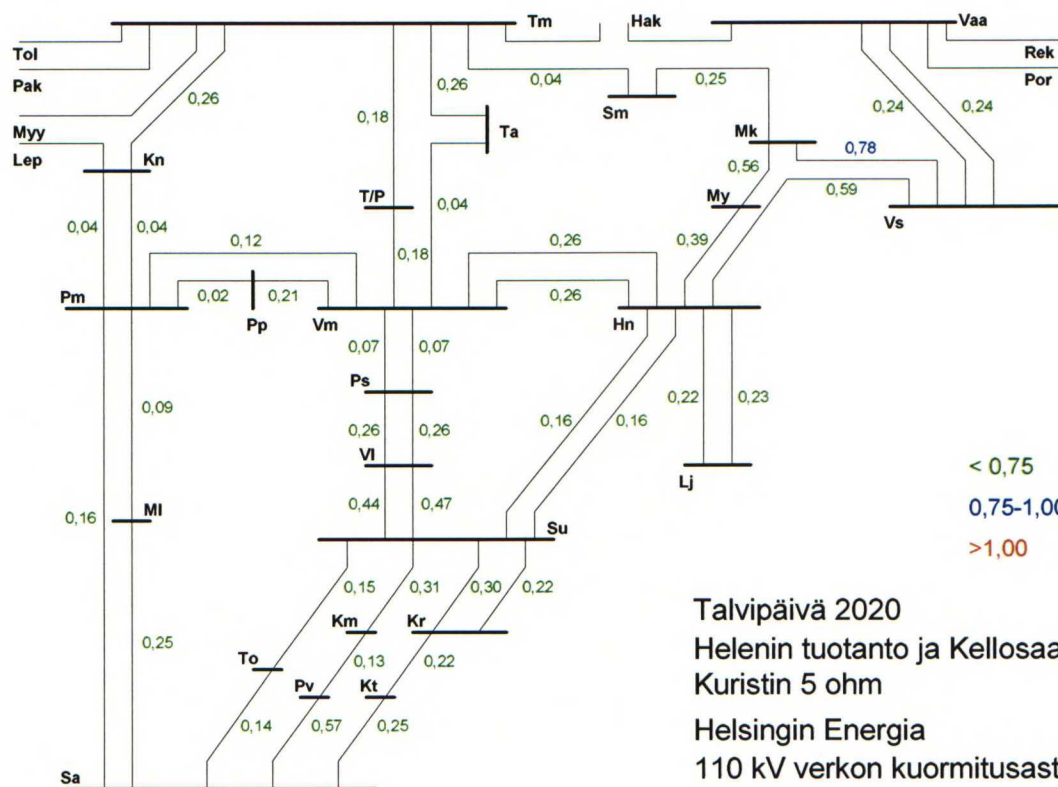 Tm
Hak
Vaa
Tol
Rek
Pak
Por
0,26
0,18
0,26
0,04
0,25
0,24
0,24
Sm
Myy
Ta
Mk
Lep
Kn
0,78
0,56
T/P
My
0,59
Vs
0,04
0,04
0,04
0,12
0,18
0,26
0,39
Pm
0,02
0,21
0,26
Pp
Vm
Hn
0,07
0,07
Ps
0,09
0,16
0,16
0,22
0,23
0,26
0,26
Vl
Lj
< 0,75
0,44
0,47
0,16
Ml
0,75-1,00
Su
>1,00
0,15
0,31
0,30
0,22
Talvipäivä 2020
Km
Kr
Helenin tuotanto ja Kellosaa
0,25
To
0,13
0,22
Kuristin 5 ohm
Pv
Kt
0,14
0,57
0,25
Helsingin Energia
Sa
110 kV verkon kuormitusast